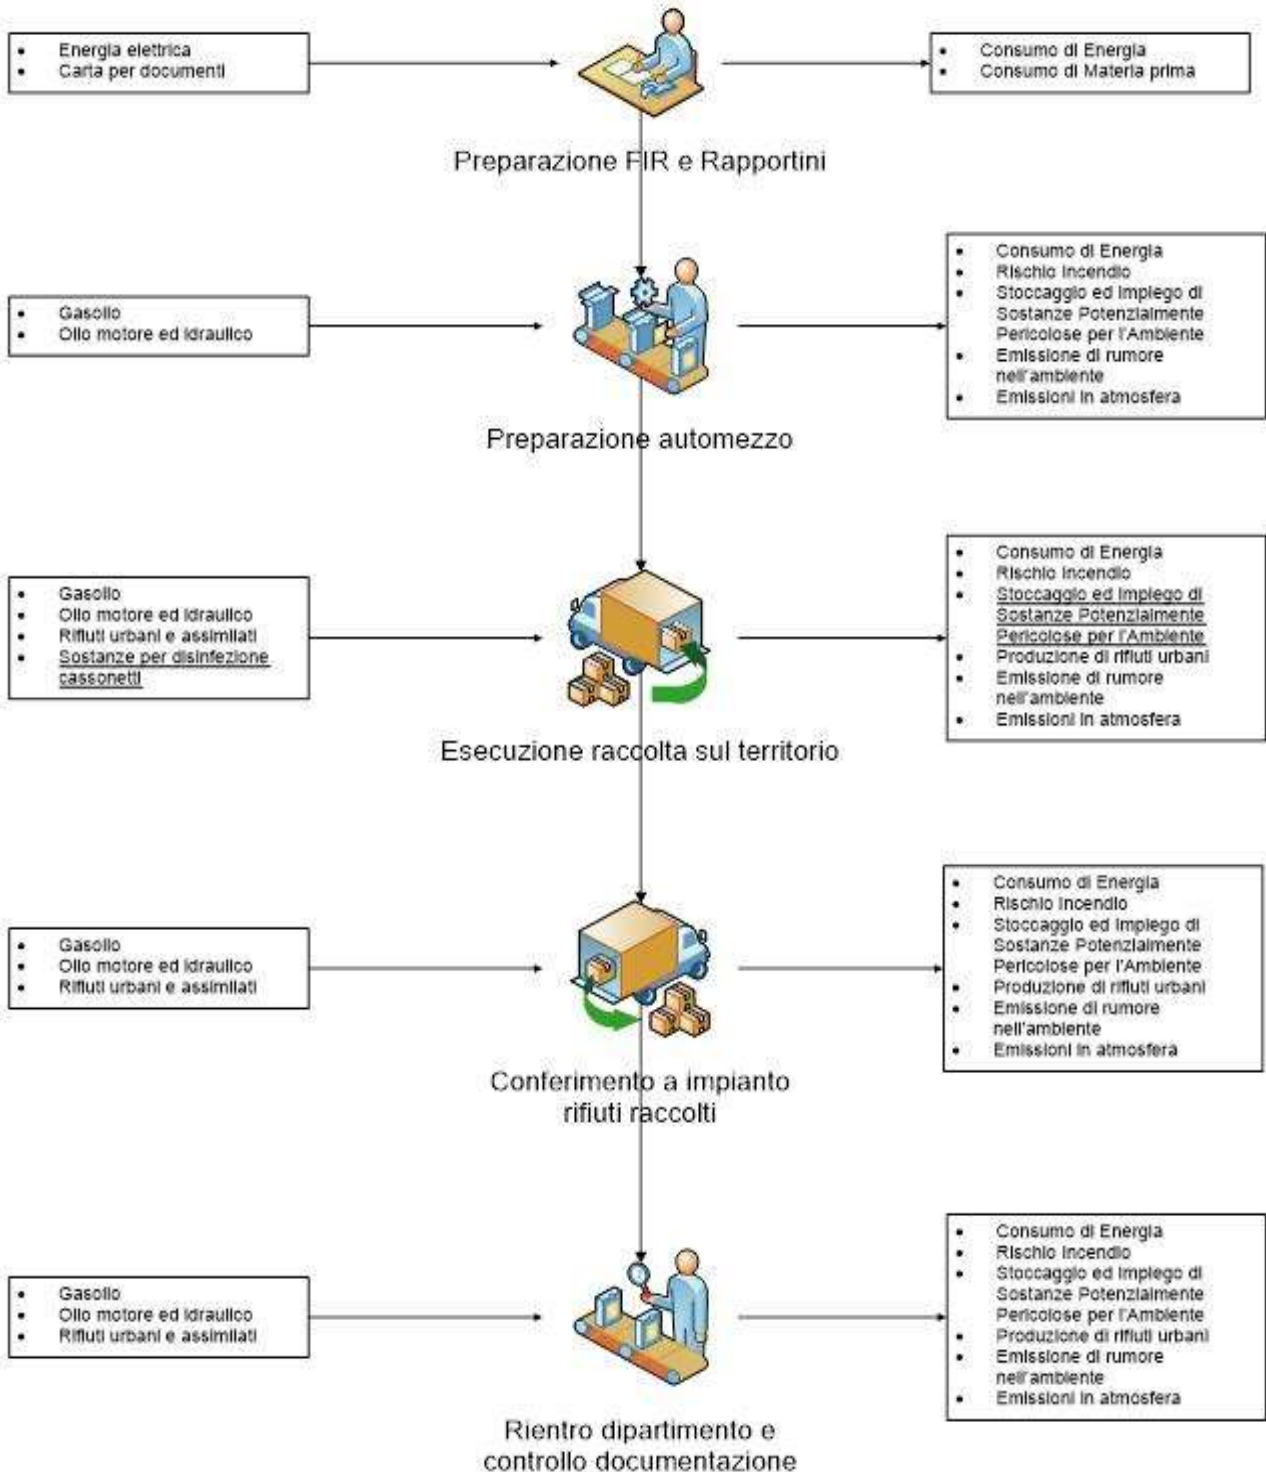 Energia elettrica
Carta per documenti
Consumo di Energia
Consumo di Materia prima
Preparazione FIR e Rapportini
Gasolio
Olio motore ed idraulico
Consumo di Energia
Rischio incendio
Stoccaggio ed impiego di
Sostanze Potenzialmente
Pericolose per l'Ambiente
Emissione di rumore
nell'ambiente
Emissioni in atmosfera
Preparazione automezzo
Gasolio
Olio motore ed idraulico
Rifiuti urbani e assimilati
Sostanze per disinfezione
cassonetti
Consumo di Energia
Rischio incendio
Stoccaggio ed impiego di
Sostanze Potenzialmente
Pericolose per l'Ambiente
Produzione di rifiuti urbani
Emissione di rumore
nell'ambiente
Emissioni in atmosfera
Esecuzione raccolta sul territorio
Gasolio
Olio motore ed idraulico
Rifiuti urbani e assimilati
Consumo di Energia
Rischio incendio
Stoccaggio ed impiego di
Sostanze Potenzialmente
Pericolose per l'Ambiente
Produzione di rifiuti urbani
Emissione di rumore
nell'ambiente
Emissioni in atmosfera
Conferimento a impianto
rifiuti raccolti
Gasolio
Olio motore ed idraulico
Rifiuti urbani e assimilati
Consumo di Energia
Rischio incendio
Stoccaggio ed impiego di
Sostanze Potenzialmente
Pericolose per l'Ambiente
Produzione di rifiuti urbani
Emissione di rumore
nell'ambiente
Emissioni in atmosfera
Rientro dipartimento e
controllo documentazione